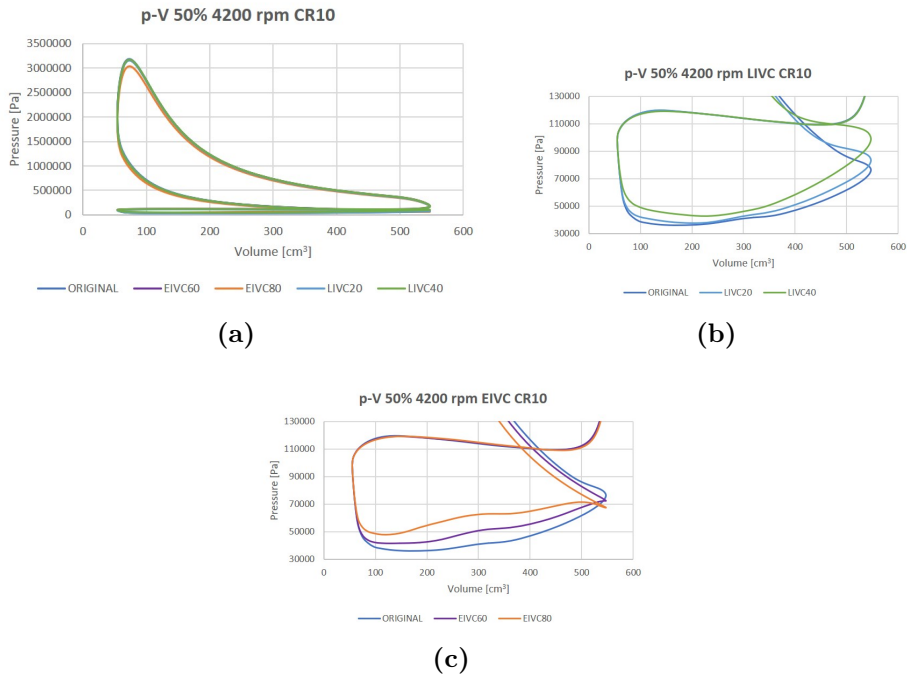 p-V 50% 4200 rpm CR10
Pressure [Pa]
3500000
3000000
2500000
2000000
1500000
1000000
500000
0
0 100 200 300 400 500 600
Volume [cm³]
ORIGINAL EIVC60 EIVC80 LIVC20 LIVC40
(a)
p-V 50% 4200 rpm LIVC CR10
Pressure [Pa]
130000
110000
90000
70000
50000
30000
0 100 200 300 400 500 600
Volume [cm³]
ORIGINAL LIVC20 LIVC40
(b)
p-V 50% 4200 rpm EIVC CR10
Pressure [Pa]
130000
110000
90000
70000
50000
30000
0 100 200 300 400 500 600
Volume [cm³]
ORIGINAL EIVC60 EIVC80
(c)